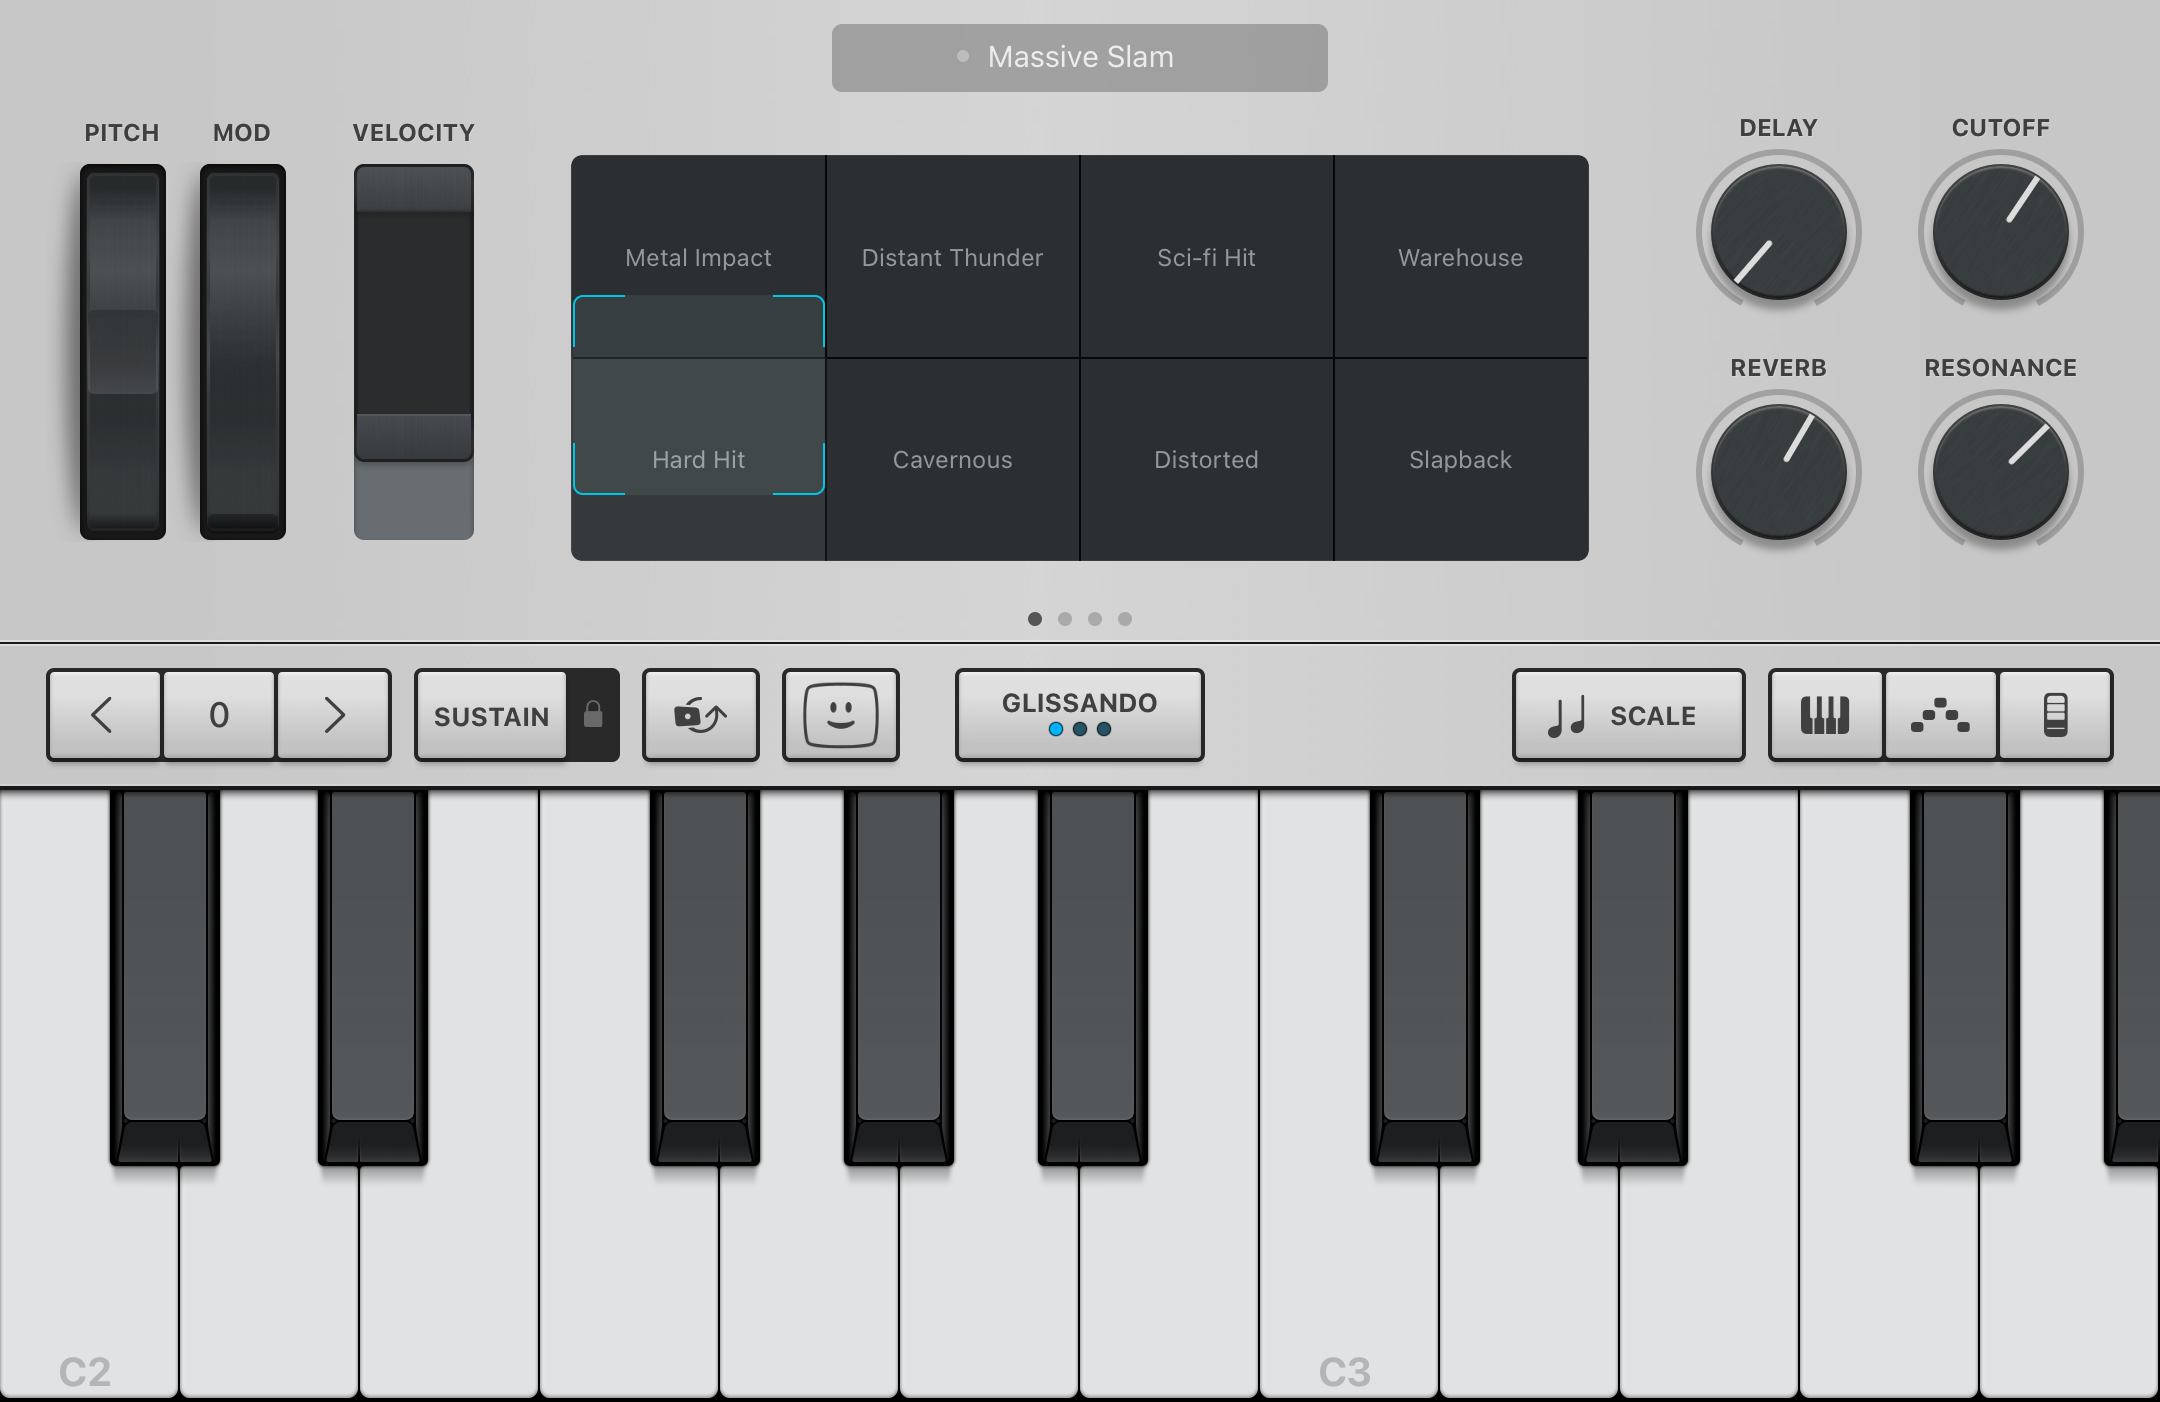 Massive Slam
PITCH MOD VELOCITY
DELAY CUTOFF
Metal Impact Distant Thunder Sci-fi Hit Warehouse
REVERB RESONANCE
Hard Hit Cavernous Distorted Slapback
0 SUSTAIN GLISSANDO SCALE
C2 C3